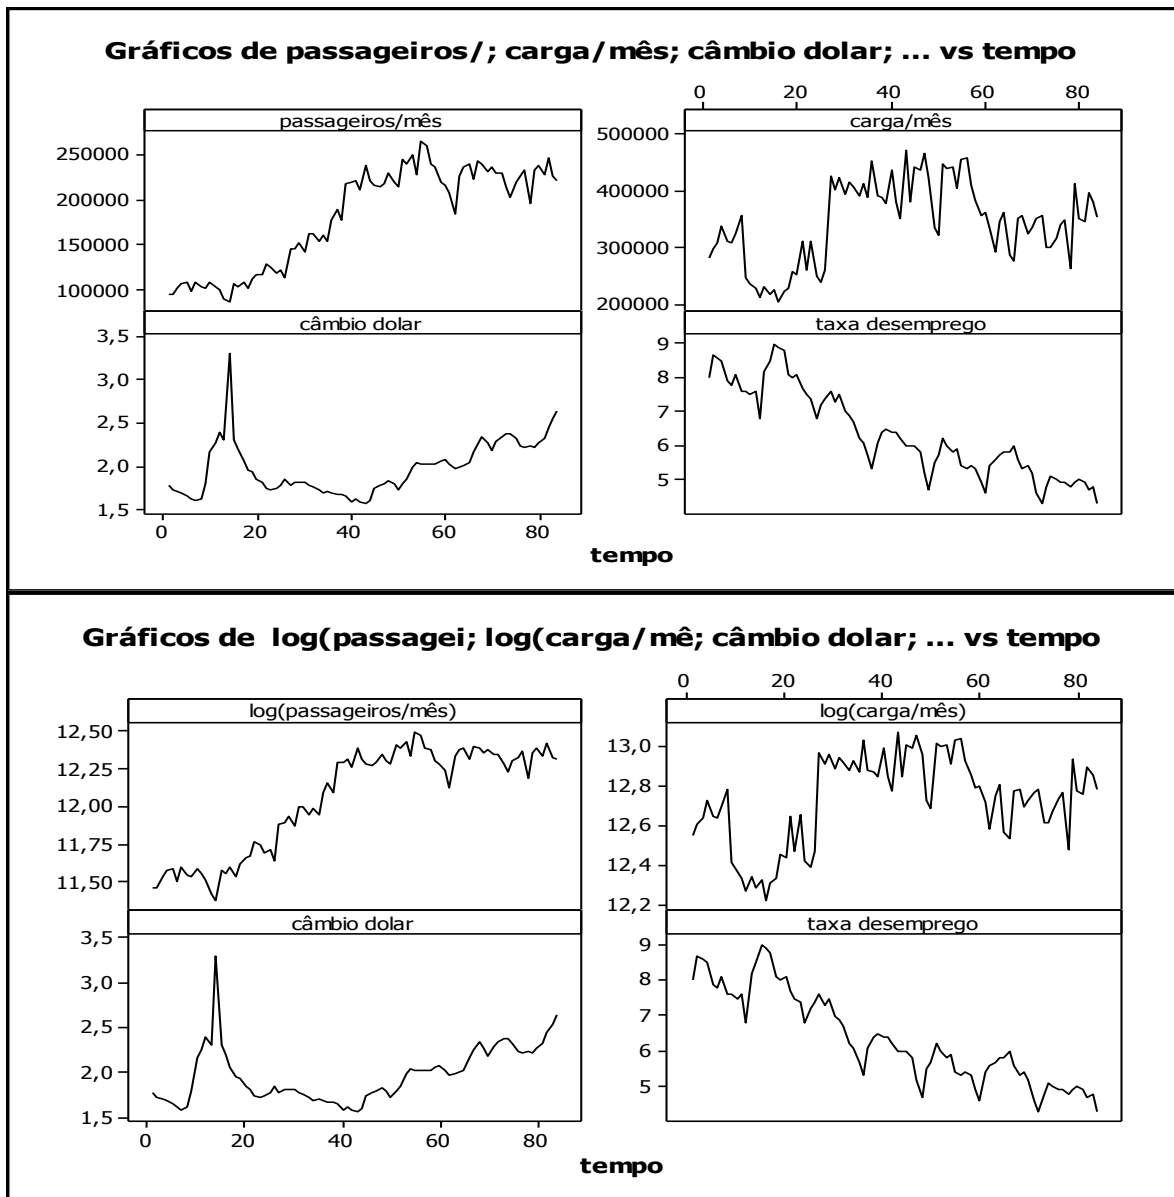 Gráficos de passageiros/; carga/mês; câmbio dolar; ... vs tempo
0 20 40 60 80
passageiros/mês carga/mês
250000 200000 150000 100000
500000 400000 300000 200000
câmbio dolar taxa desemprego
3,5 3,0 2,5 2,0 1,5
9 8 7 6 5
0 20 40 60 80
tempo
Gráficos de log(passagei; log(carga/mê; câmbio dolar; ... vs tempo
0 20 40 60 80
log(passageiros/mês) log(carga/mês)
12,50 12,25 12,00 11,75 11,50
13,0 12,8 12,6 12,4 12,2
câmbio dolar taxa desemprego
3,5 3,0 2,5 2,0 1,5
9 8 7 6 5
0 20 40 60 80
tempo